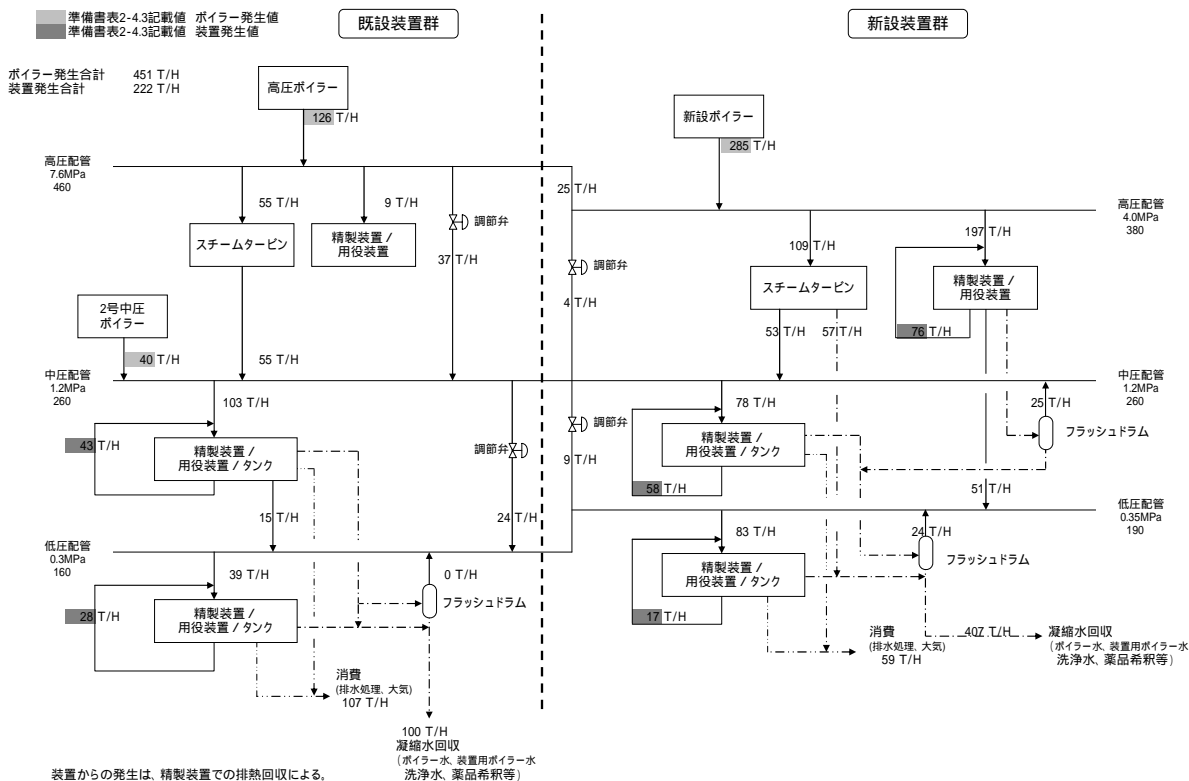 準備書表2-4.3記載値 ボイラー発生値
準備書表2-4.3記載値 装置発生値
既設装置群
新設装置群
ボイラー発生合計 451 T/H
装置発生合計 222 T/H
高圧ボイラー
126 T/H
新設ボイラー
285 T/H
高圧配管
7.6MPa
460
25 T/H
55 T/H
9 T/H
調節弁
37 T/H
スチームタービン
精製装置/
用役装置
高圧配管
4.0MPa
380
109 T/H
197 T/H
調節弁
4 T/H
スチームタービン
精製装置/
用役装置
2号中圧
ボイラー
40 T/H
55 T/H
53 T/H
57 T/H
76 T/H
中圧配管
1.2MPa
260
中圧配管
1.2MPa
260
103 T/H
78 T/H
25 T/H
43 T/H
精製装置/
用役装置/タンク
調節弁
調節弁
9 T/H
精製装置/
用役装置/タンク
フラッシュドラム
58 T/H
51 T/H
15 T/H
24 T/H
低圧配管
0.35MPa
190
低圧配管
0.3MPa
160
83 T/H
24 T/H
39 T/H
0 T/H
精製装置/
用役装置/タンク
フラッシュドラム
28 T/H
精製装置/
用役装置/タンク
フラッシュドラム
17 T/H
消費
(排水処理、大気)
59 T/H
407 T/H
凝縮水回収
(ボイラー水、装置用ボイラー水
洗浄水、薬品希釈等)
消費
(排水処理、大気)
107 T/H
100 T/H
凝縮水回収
(ボイラー水、装置用ボイラー水
洗浄水、薬品希釈等)
装置からの発生は、精製装置での排熱回収による。